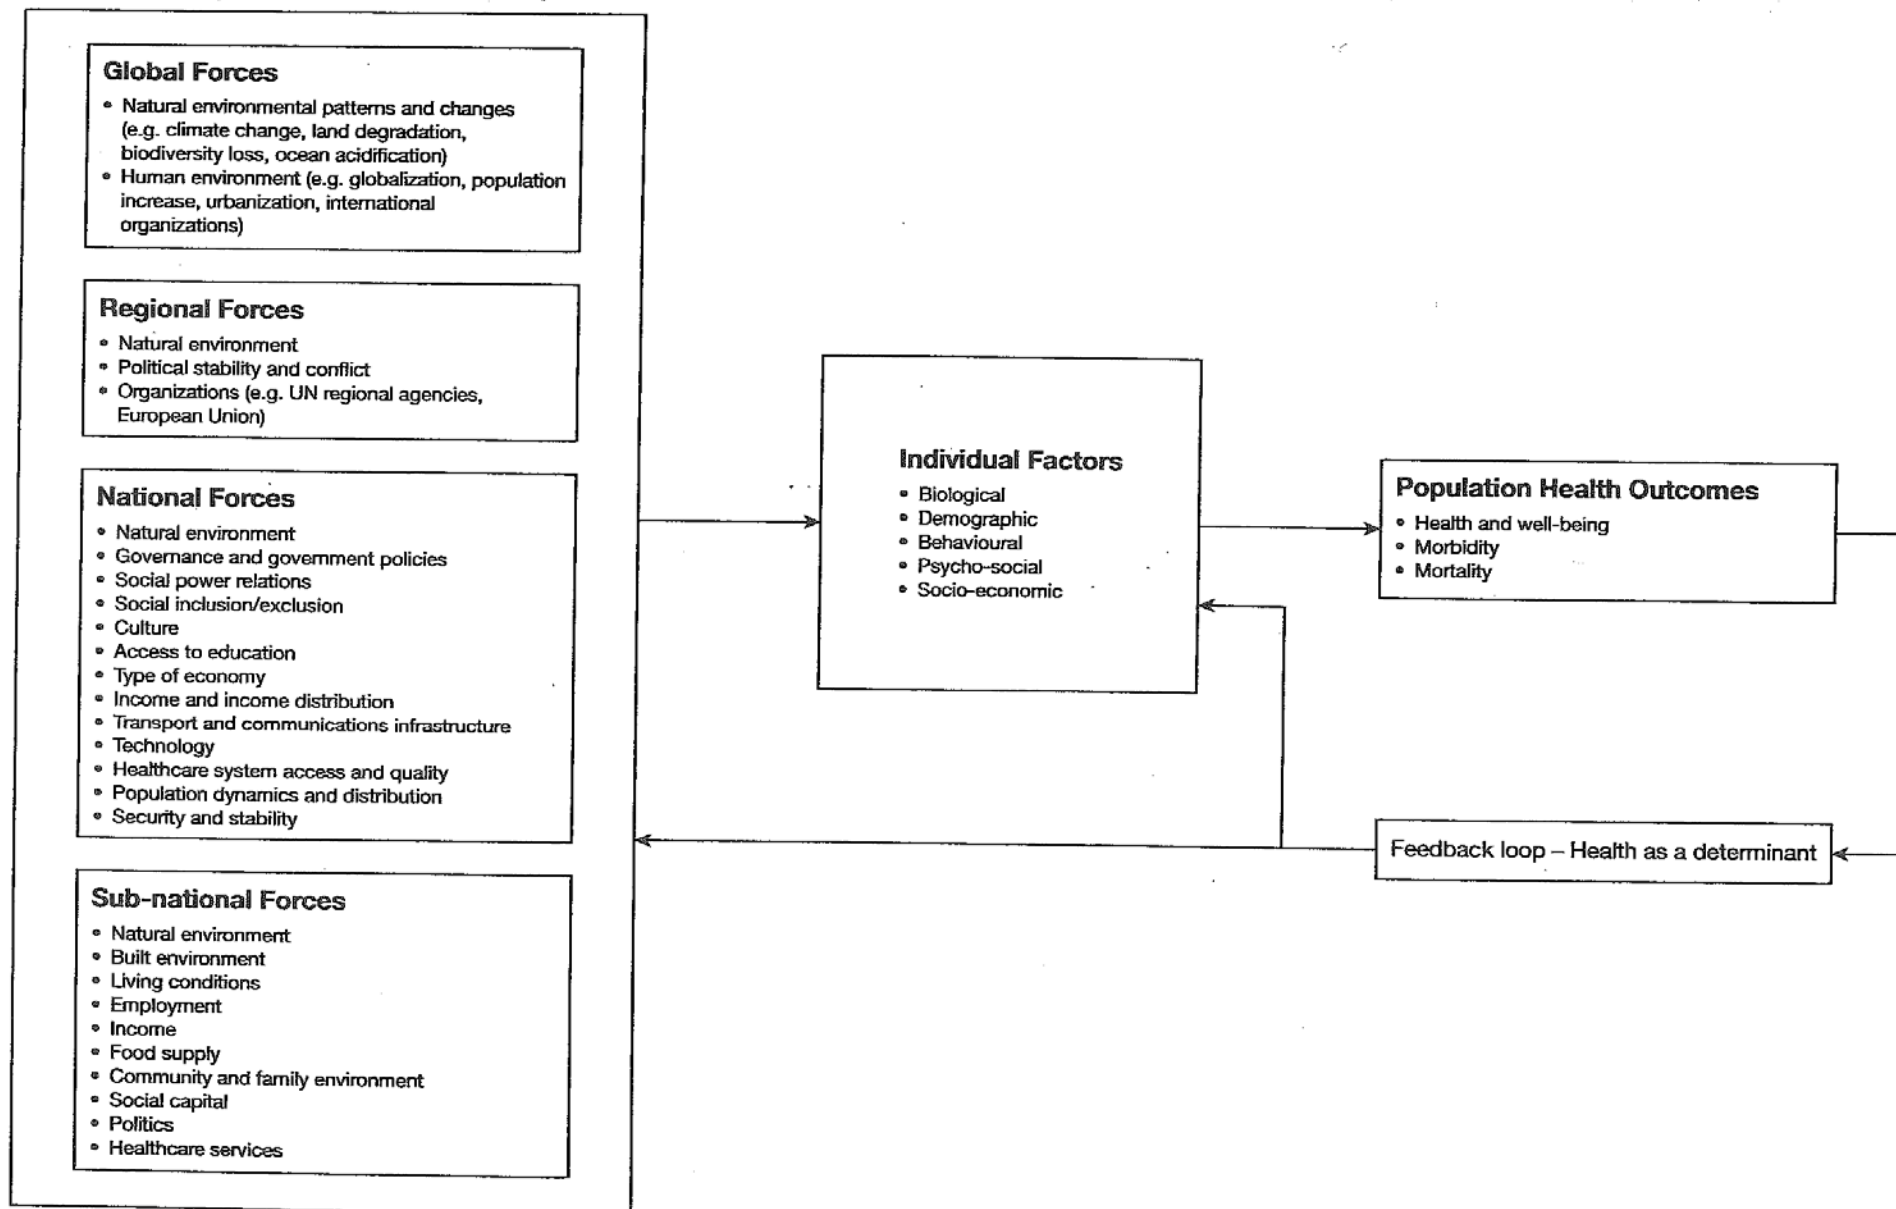 Global Forces
• Natural environmental patterns and changes
(e.g. climate change, land degradation,
biodiversity loss, ocean acidification)
• Human environment (e.g. globalization, population
increase, urbanization, international
organizations)
Regional Forces
• Natural environment
• Political stability and conflict
• Organizations (e.g. UN regional agencies,
European Union)
National Forces
• Natural environment
• Governance and government policies
• Social power relations
• Social inclusion/exclusion
• Culture
• Access to education
• Type of economy
• Income and income distribution
• Transport and communications infrastructure
• Technology
• Healthcare system access and quality
• Population dynamics and distribution
• Security and stability
Sub-national Forces
• Natural environment
• Built environment
• Living conditions
• Employment
• Income
• Food supply
• Community and family environment
• Social capital
• Politics
• Healthcare services
Individual Factors
• Biological
• Demographic
• Behavioural
• Psycho-social
• Socio-economic
Population Health Outcomes
• Health and well-being
• Morbidity
• Mortality
Feedback loop – Health as a determinant